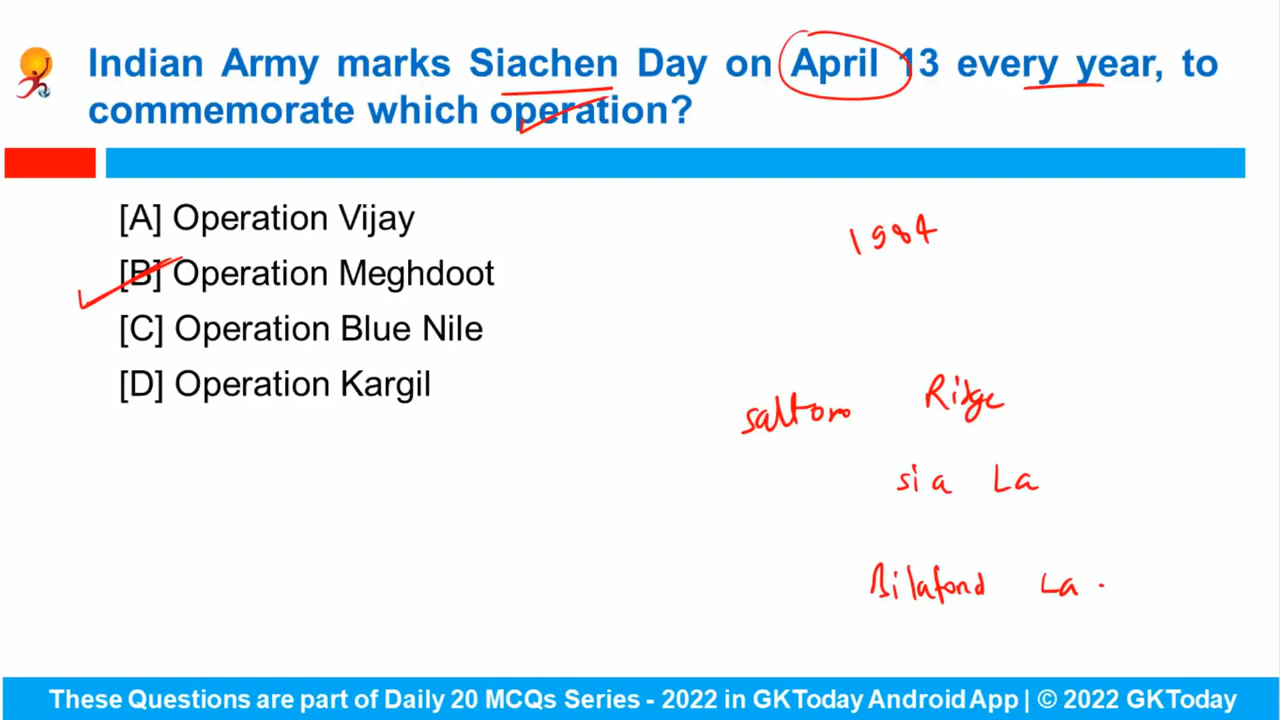 Indian Army marks Siachen Day on April 13 every year, to
commemorate which operation?
[A] Operation Vijay
[B] Operation Meghdoot
[C] Operation Blue Nile
[D] Operation Kargil
1984
saltoro Ridge
sia La
Bilafond La
These Questions are part of Daily 20 MCQs Series - 2022 in GKToday Android App | © 2022 GKToday